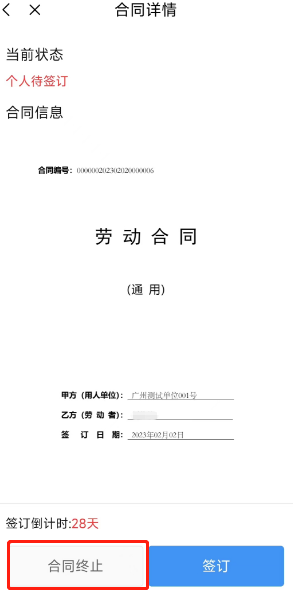 合同详情
当前状态
个人待签订
合同信息
合同编号：000000202302020000006
劳 动 合 同
(通 用)
甲方（用人单位）：广州测试单位001号
乙方（劳 动 者）：
签 订 日 期：2023年02月02日
签订倒计时:28天
合同终止 签订